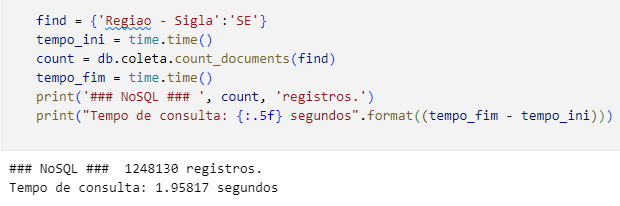 find = {'Regiao - Sigla':'SE'}
tempo_ini = time.time()
count = db.coleta.count_documents(find)
tempo_fim = time.time()
print('### NoSQL ### ', count, 'registros.')
print("Tempo de consulta: {:.5f} segundos".format((tempo_fim - tempo_ini)))
### NoSQL ###  1248130 registros.
Tempo de consulta: 1.95817 segundos